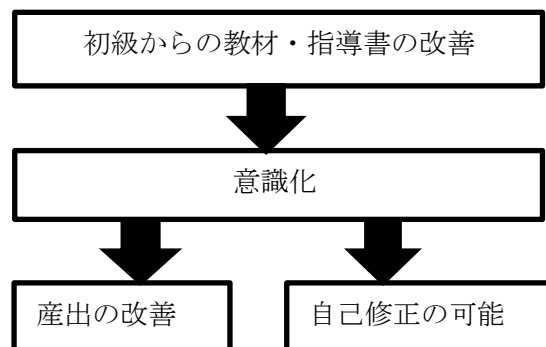 初級からの教材・指導書の改善
意識化
産出の改善
自己修正の可能